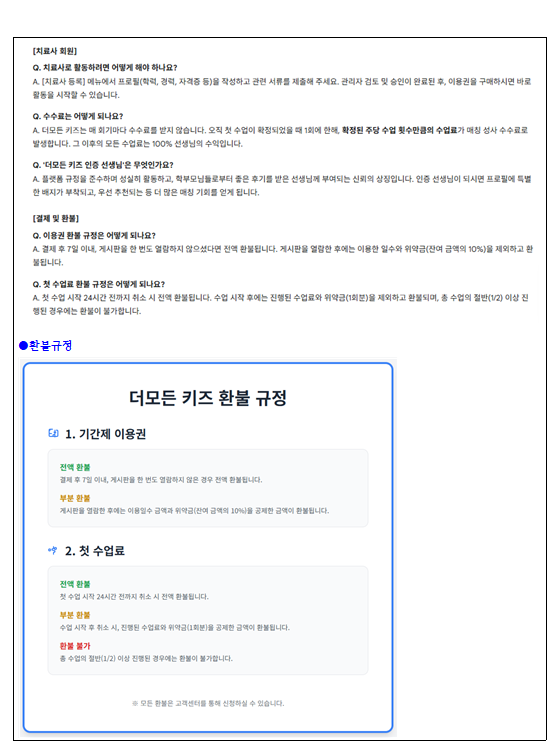 [치료사 회원]
Q. 치료사로 활동하려면 어떻게 해야 하나요?
A. [치료사 등록] 메뉴에서 프로필(학력, 경력, 자격증 등)을 작성하고 관련 서류를 제출해 주세요. 관리자 검토 및 승인이 완료된 후, 이용권을 구매하시면 바로
활동을 시작할 수 있습니다.
Q. 수수료는 어떻게 되나요?
A. 더모든 키즈는 매 회기마다 수수료를 받지 않습니다. 오직 첫 수업이 확정되었을 때 1회에 한해, 확정된 주당 수업 횟수만큼의 수업료가 매칭 성사 수수료로
발생합니다. 그 이후의 모든 수업료는 100% 선생님의 수익입니다.
Q. '더모든 키즈 인증 선생님'은 무엇인가요?
A. 플랫폼 규정을 준수하며 성실히 활동하고, 학부모님들로부터 좋은 후기를 받은 선생님께 부여되는 신뢰의 상징입니다. 인증 선생님이 되시면 프로필에 특별
한 배지가 부착되고, 우선 추천되는 등 더 많은 매칭 기회를 얻게 됩니다.
[결제 및 환불]
Q. 이용권 환불 규정은 어떻게 되나요?
A. 결제 후 7일 이내, 게시판을 한 번도 열람하지 않으셨다면 전액 환불됩니다. 게시판을 열람한 후에는 이용한 일수와 위약금(잔여 금액의 10%)을 제외하고 환
불됩니다.
Q. 첫 수업료 환불 규정은 어떻게 되나요?
A. 첫 수업 시작 24시간 전까지 취소 시 전액 환불됩니다. 수업 시작 후에는 진행된 수업료와 위약금(1회분)을 제외하고 환불되며, 총 수업의 절반(1/2) 이상 진
행된 경우에는 환불이 불가합니다.
●환불규정
더모든 키즈 환불 규정
1. 기간제 이용권
전액 환불
결제 후 7일 이내, 게시판을 한 번도 열람하지 않은 경우 전액 환불됩니다.
부분 환불
게시판을 열람한 후에는 이용일수 금액과 위약금(잔여 금액의 10%)을 공제한 금액이 환불됩니다.
2. 첫 수업료
전액 환불
첫 수업 시작 24시간 전까지 취소 시 전액 환불됩니다.
부분 환불
수업 시작 후 취소 시, 진행된 수업료와 위약금(1회분)을 공제한 금액이 환불됩니다.
환불 불가
총 수업의 절반(1/2) 이상 진행된 경우에는 환불이 불가합니다.
※ 모든 환불은 고객센터를 통해 신청하실 수 있습니다.